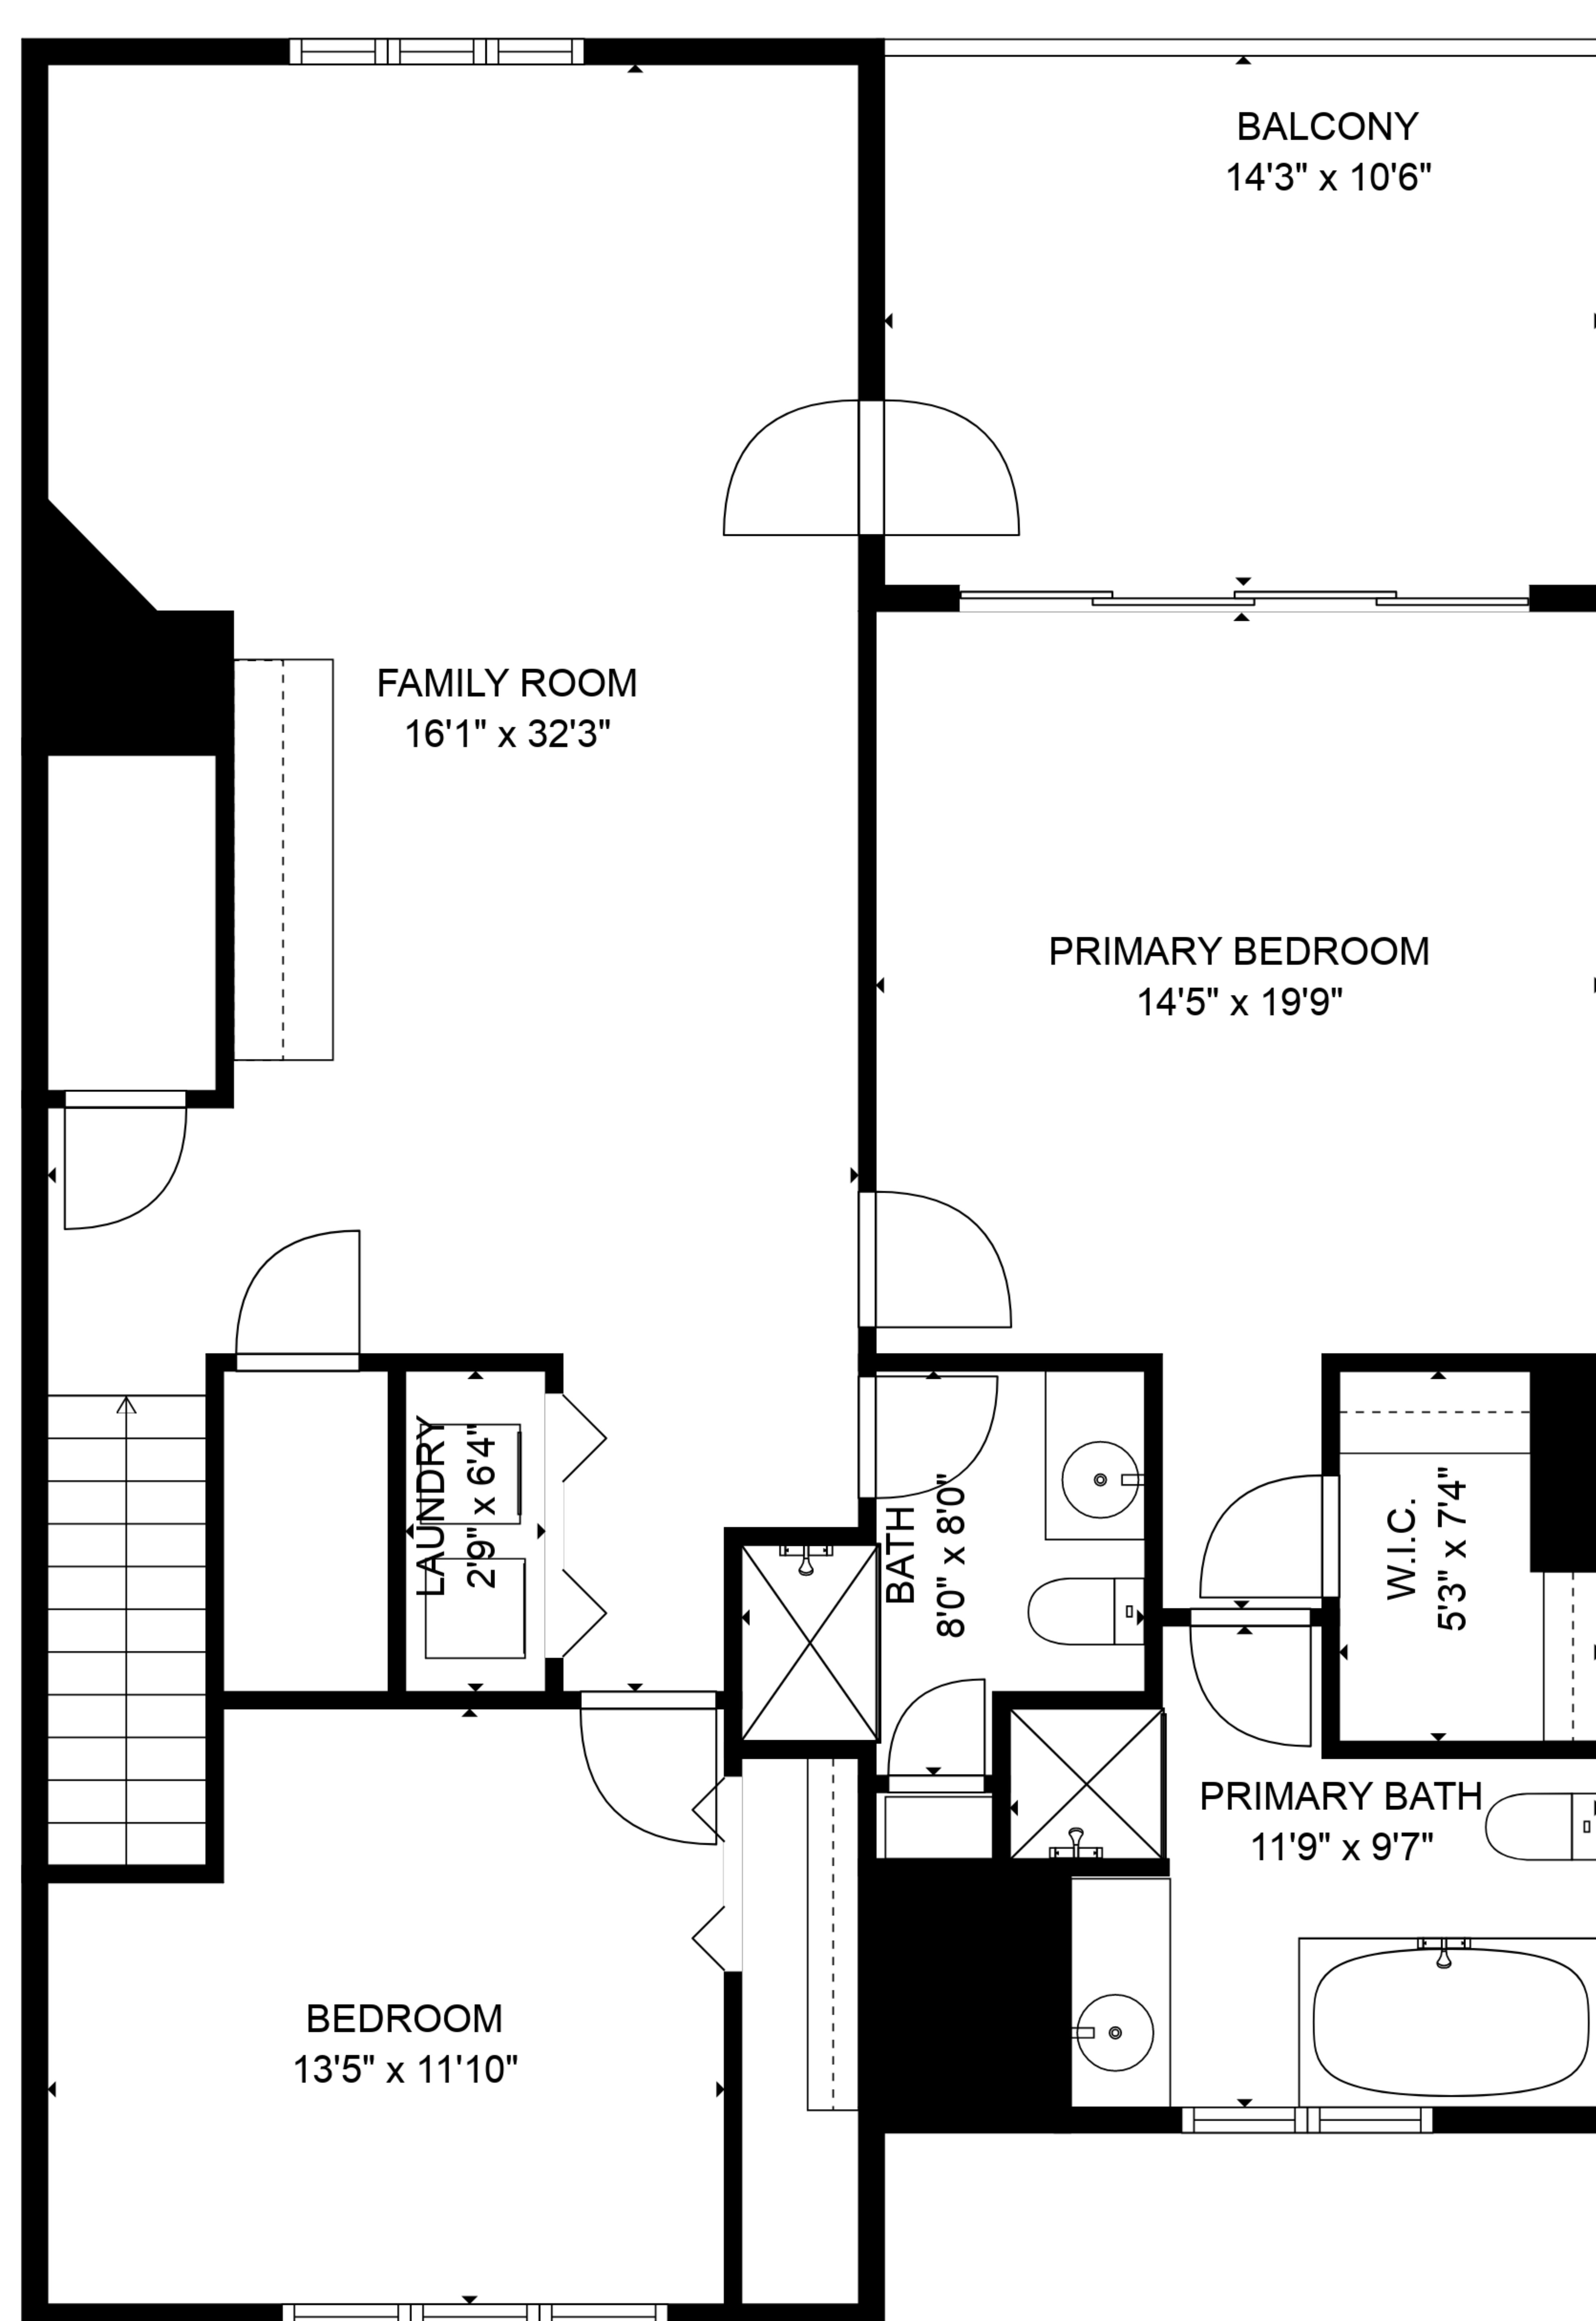 BALCONY
14'3" x 10'6"
FAMILY ROOM
16'1" x 32'3"
PRIMARY BEDROOM
14'5" x 19'9"
LAUNDRY
2'9" x 6'4"
BATH
8'0" x 8'0"
W.I.C.
5'3" x 7'4"
PRIMARY BATH
11'9" x 9'7"
BEDROOM
13'5" x 11'10"